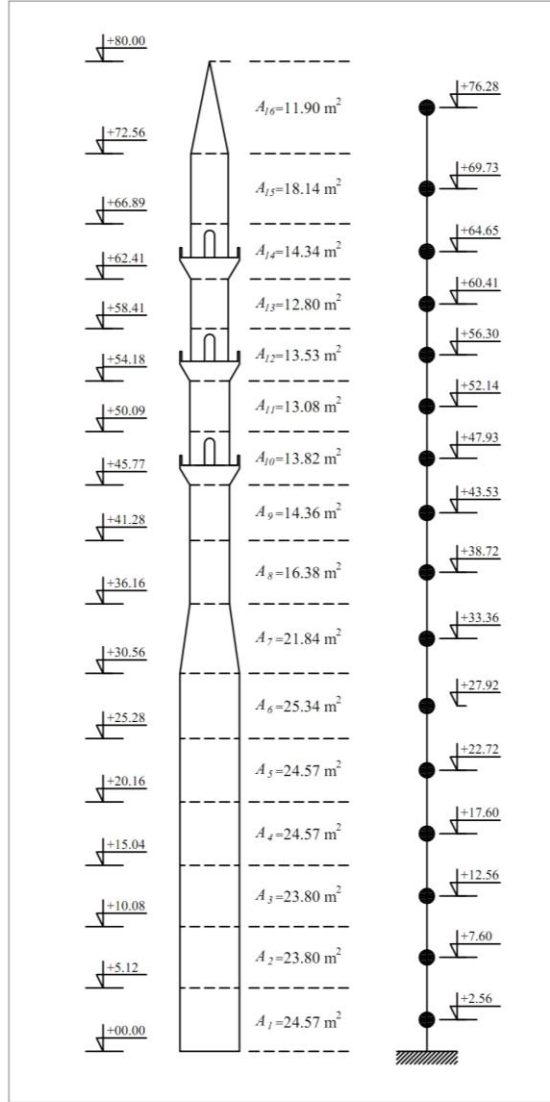 +80.00
+76.28
A16=11.90 m2
+72.56
+69.73
A15=18.14 m2
+66.89
+64.65
A14=14.34 m2
+62.41
+60.41
A13=12.80 m2
+58.41
+56.30
A12=13.53 m2
+54.18
+52.14
A11=13.08 m2
+50.09
+47.93
A10=13.82 m2
+45.77
+43.53
A9=14.36 m2
+41.28
+38.72
A8=16.38 m2
+36.16
+33.36
A7=21.84 m2
+30.56
+27.92
A6=25.34 m2
+25.28
+22.72
A5=24.57 m2
+20.16
+17.60
A4=24.57 m2
+15.04
+12.56
A3=23.80 m2
+10.08
+7.60
A2=23.80 m2
+5.12
+2.56
A1=24.57 m2
+00.00